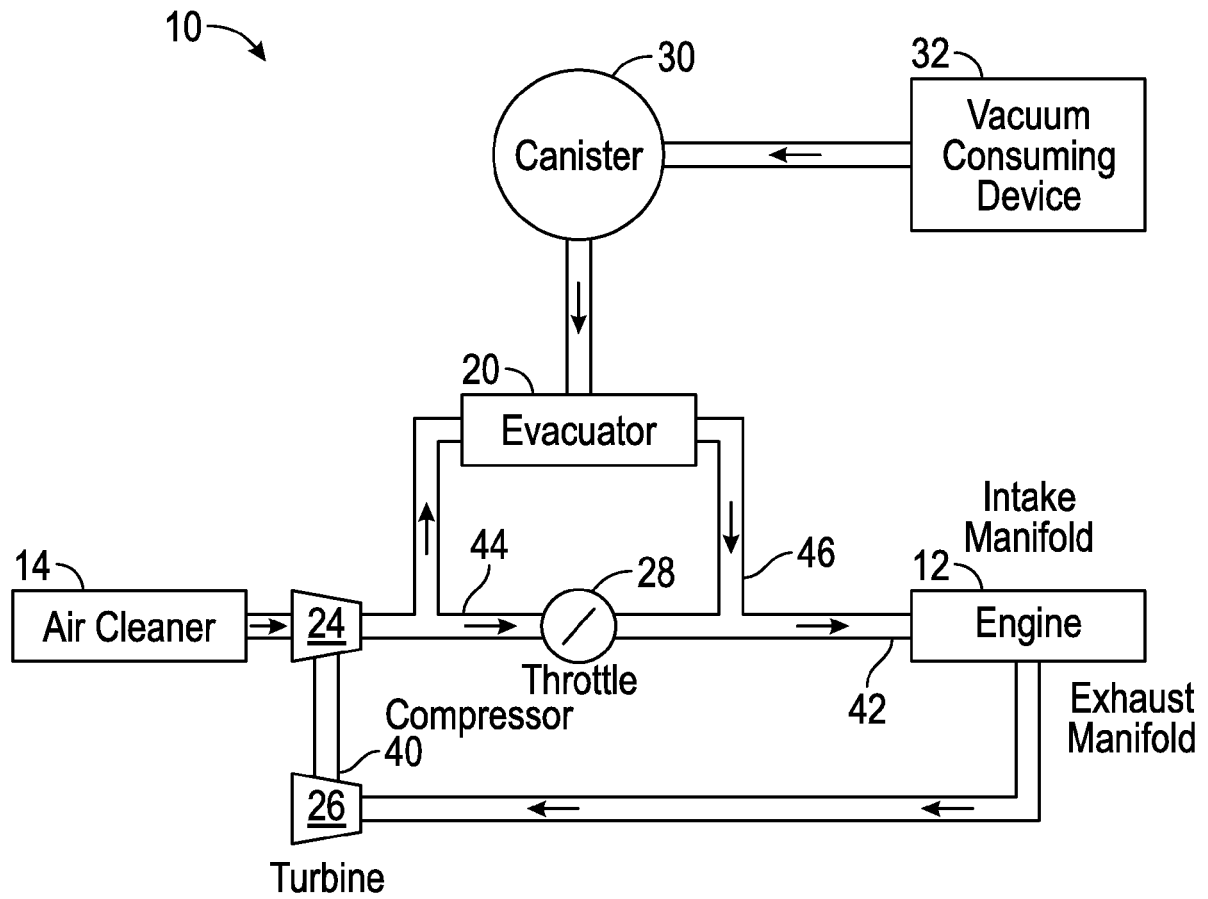 10
30
32
Canister
Vacuum
Consuming
Device
20
Evacuator
Intake
Manifold
14
44
28
46
12
Air Cleaner
24
Engine
Throttle
42
Compressor
Exhaust
Manifold
40
26
Turbine